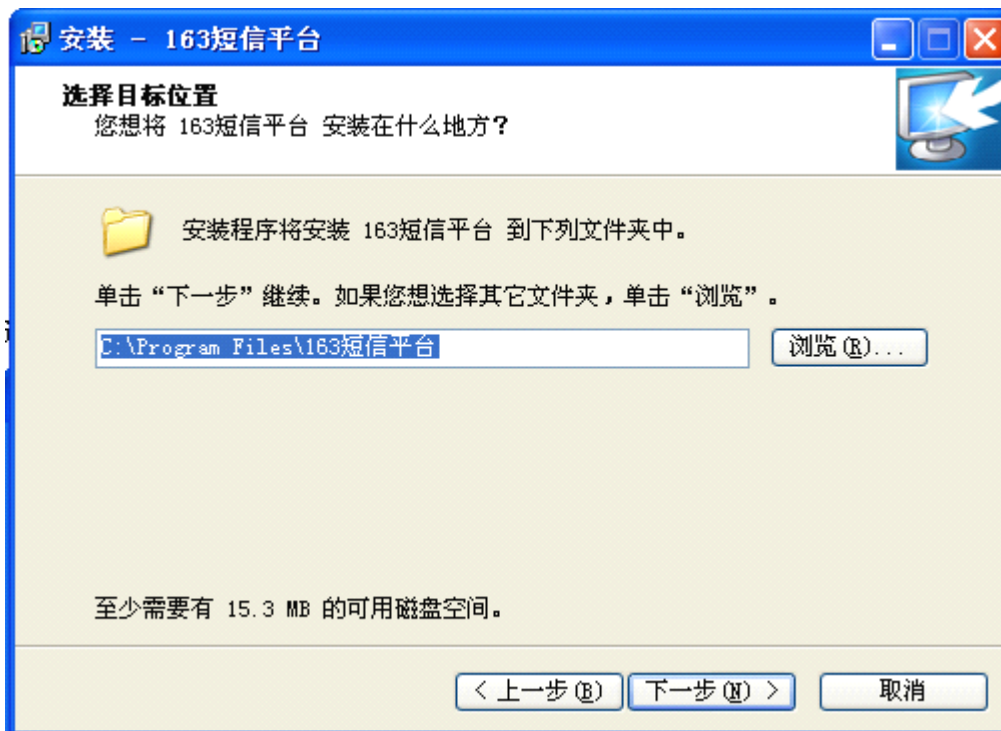 安装 - 163短信平台
选择目标位置
您想将 163短信平台 安装在什么地方?
安装程序将安装 163短信平台 到下列文件夹中。
单击“下一步”继续。如果您想选择其它文件夹,单击“浏览”。
C:\Program Files\163短信平台
浏览(R)...
至少需要有 15.3 MB 的可用磁盘空间。
< 上一步(B)
下一步(N) >
取消